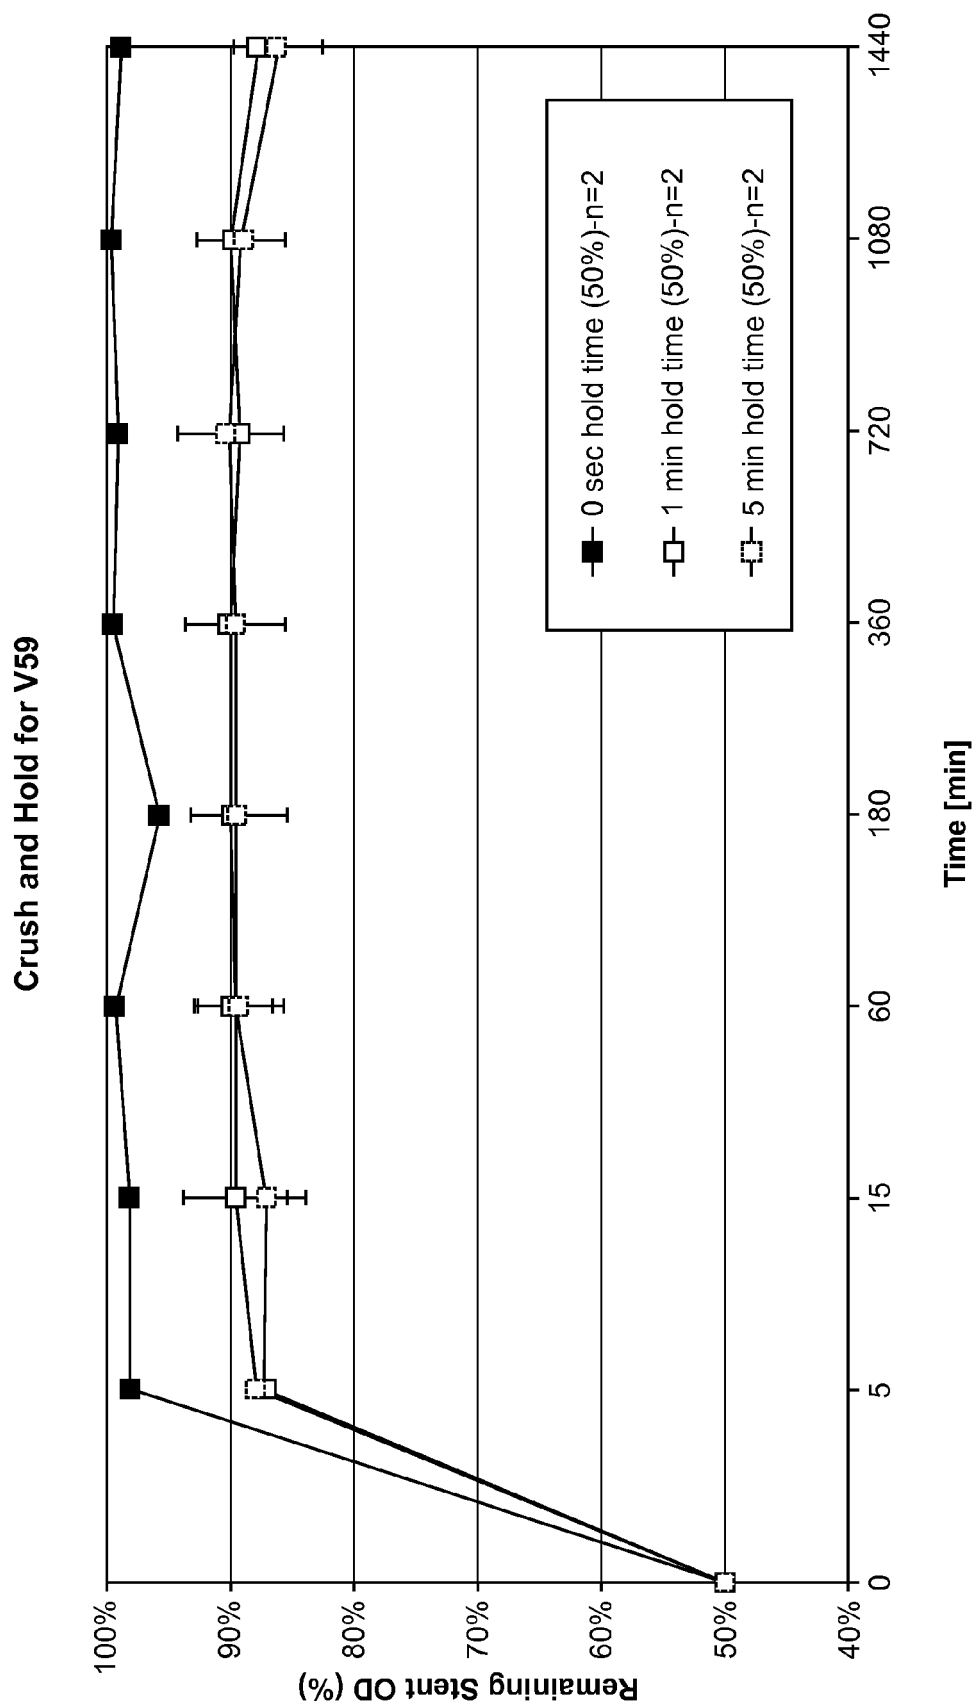 Crush and Hold for V59
100%
90%
80%
70%
60%
50%
40%
Remaining Stent OD (%)
0 sec hold time (50%)-n=2
1 min hold time (50%)-n=2
5 min hold time (50%)-n=2
0
5
15
60
180
360
720
1080
1440
Time [min]